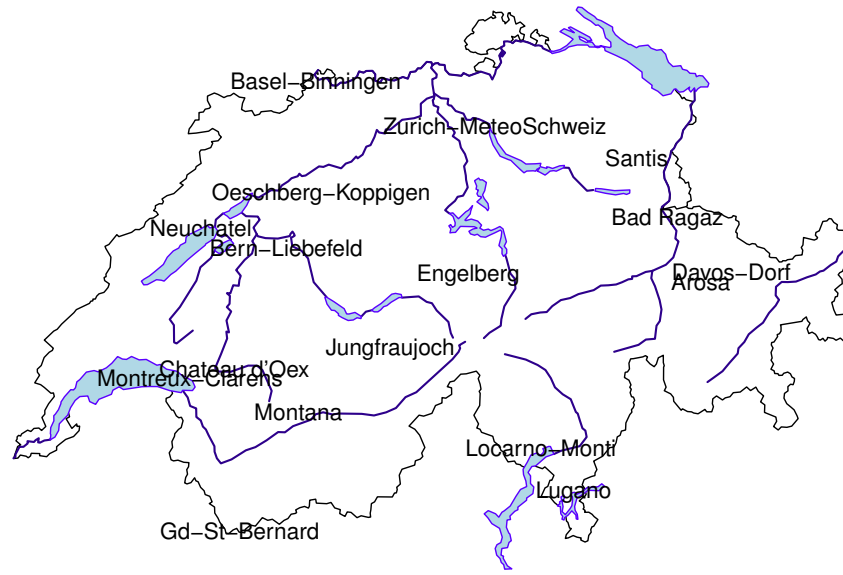 Basel−Binningen
Zürich−MeteoSchweiz
Santis
Oeschberg−Koppigen
Bad Ragaz
Neuchatel
Bern−Liebefeld
Engelberg
Davos−Dorf
Arosa
Jungfraujoch
Chateau d'Oex
Montreux−Clarens
Montana
Locarno−Monti
Lugano
Gd−St−Bernard